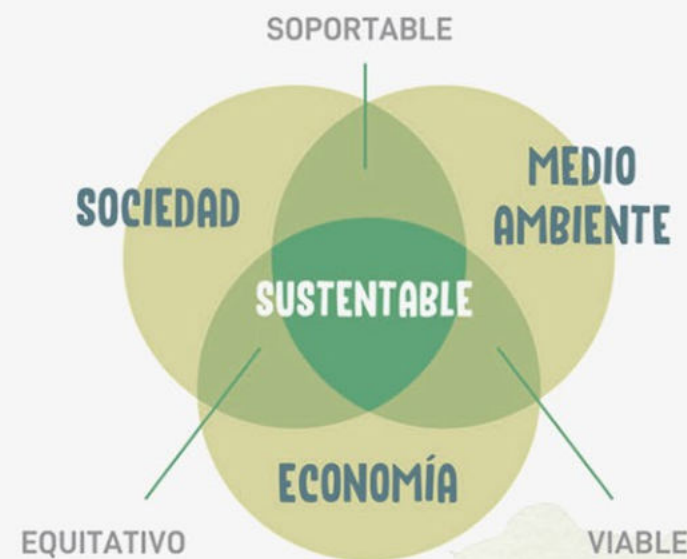 SOPORTABLE
MEDIO
AMBIENTE
SOCIEDAD
SUSTENTABLE
ECONOMÍA
EQUITATIVO
VIABLE